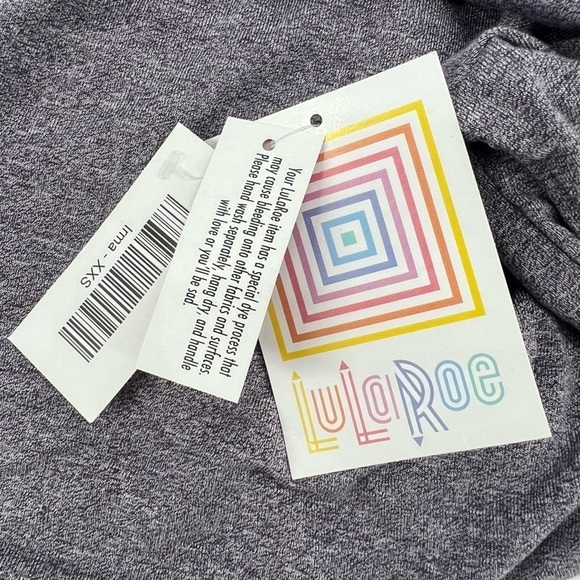 Irma - XXS
Your LuLaRoe item has a special dye process that
may cause bleeding onto other fabrics and surfaces.
Please hand wash separately, hang dry, and handle
with love or you'll be sad.
LuLaRoe